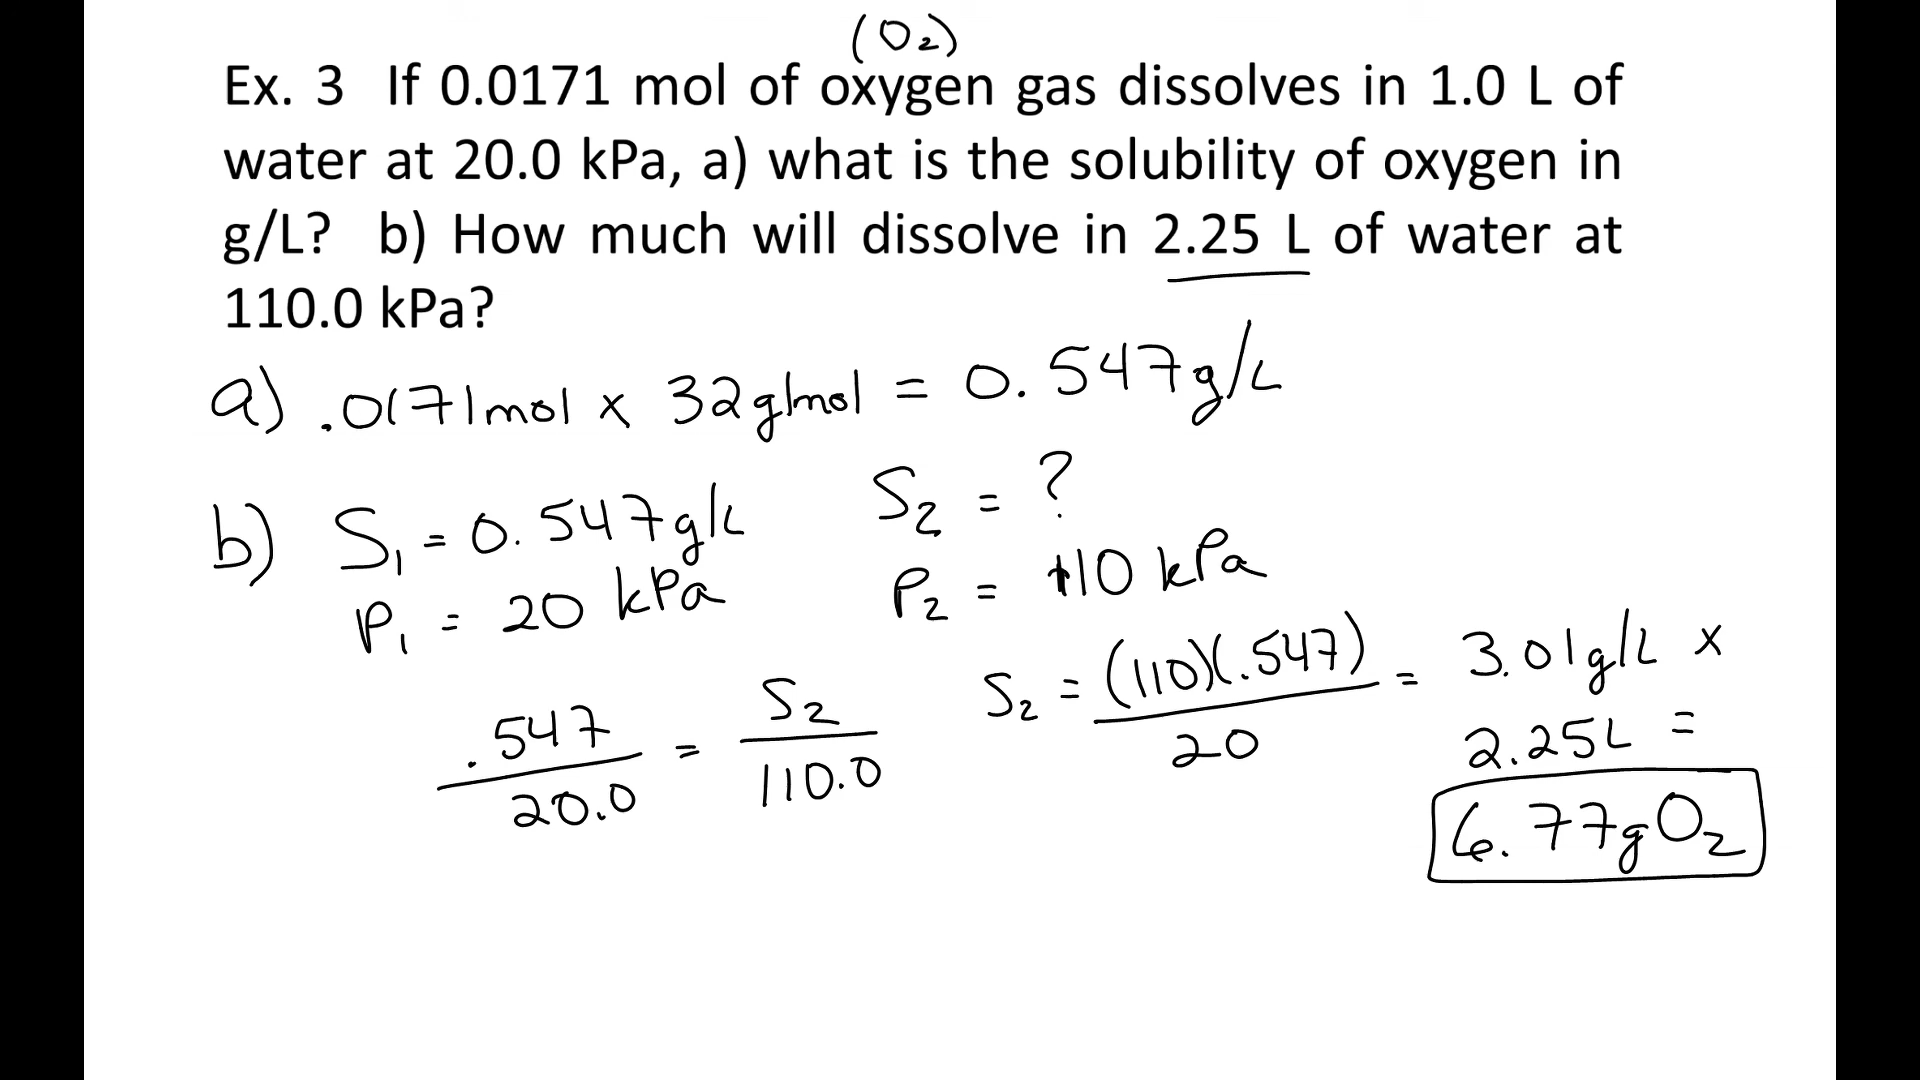 (O₂)
Ex. 3 If 0.0171 mol of oxygen gas dissolves in 1.0 L of
water at 20.0 kPa, a) what is the solubility of oxygen in
g/L? b) How much will dissolve in 2.25 L of water at
110.0 kPa?
a) .0171mol x 32g/mol = 0.547g/L
b) S₁ = 0.547g/L S₂ = ?
P₁ = 20 kPa P₂ = 110 kPa
.547/20.0 = S₂/110.0 S₂ = (110)(.547)/20 = 3.01g/L x
2.25L =
6.77g O₂